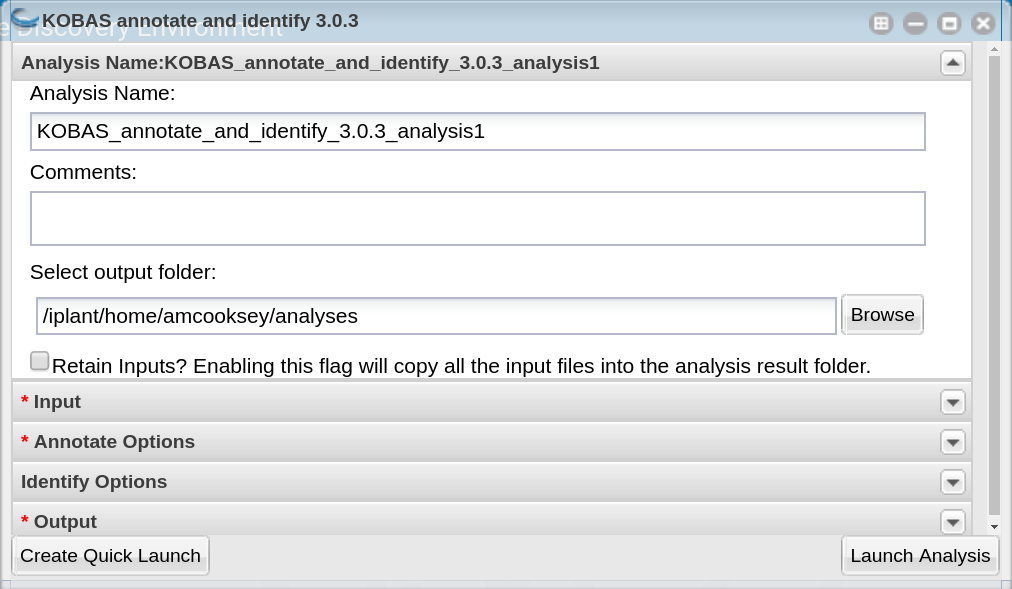 KOBAS annotate and identify 3.0.3
e Discovery Environment
Analysis Name:KOBAS_annotate_and_identify_3.0.3_analysis1
Analysis Name:
KOBAS_annotate_and_identify_3.0.3_analysis1
Comments:
Select output folder:
/iplant/home/amcooksey/analyses
Browse
Retain Inputs? Enabling this flag will copy all the input files into the analysis result folder.
* Input
* Annotate Options
Identify Options
* Output
Create Quick Launch
Launch Analysis